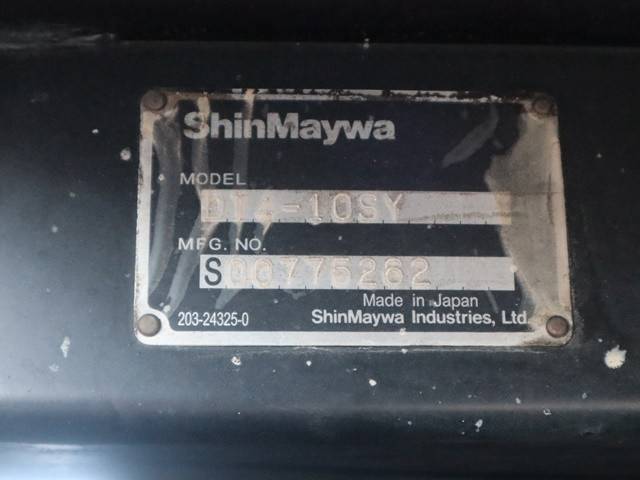 ShinMaywa
MODEL
DT4-10SY
MFG. NO.
S00775262
Made in Japan
203-24325-0
ShinMaywa Industries, Ltd.